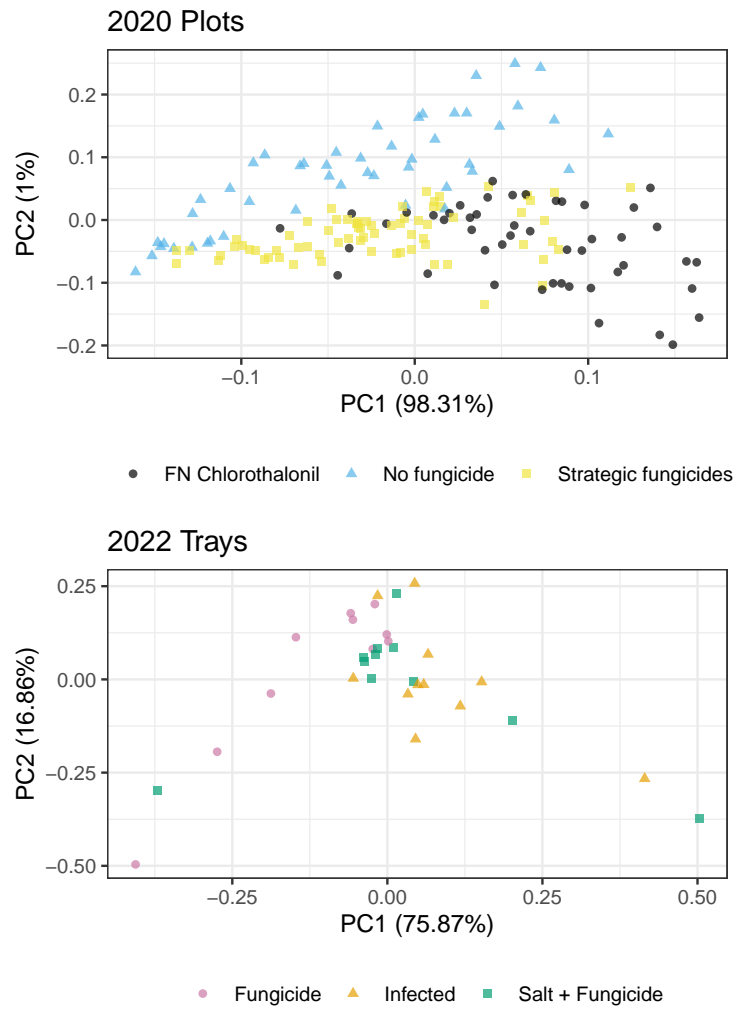 2020 Plots
0.2
0.1
0.0
−0.1
−0.2
PC2 (1%)
−0.1 0.0 0.1
PC1 (98.31%)
FN Chlorothalonil No fungicide Strategic fungicides
2022 Trays
0.25
0.00
−0.25
−0.50
PC2 (16.86%)
−0.25 0.00 0.25 0.50
PC1 (75.87%)
Fungicide Infected Salt + Fungicide